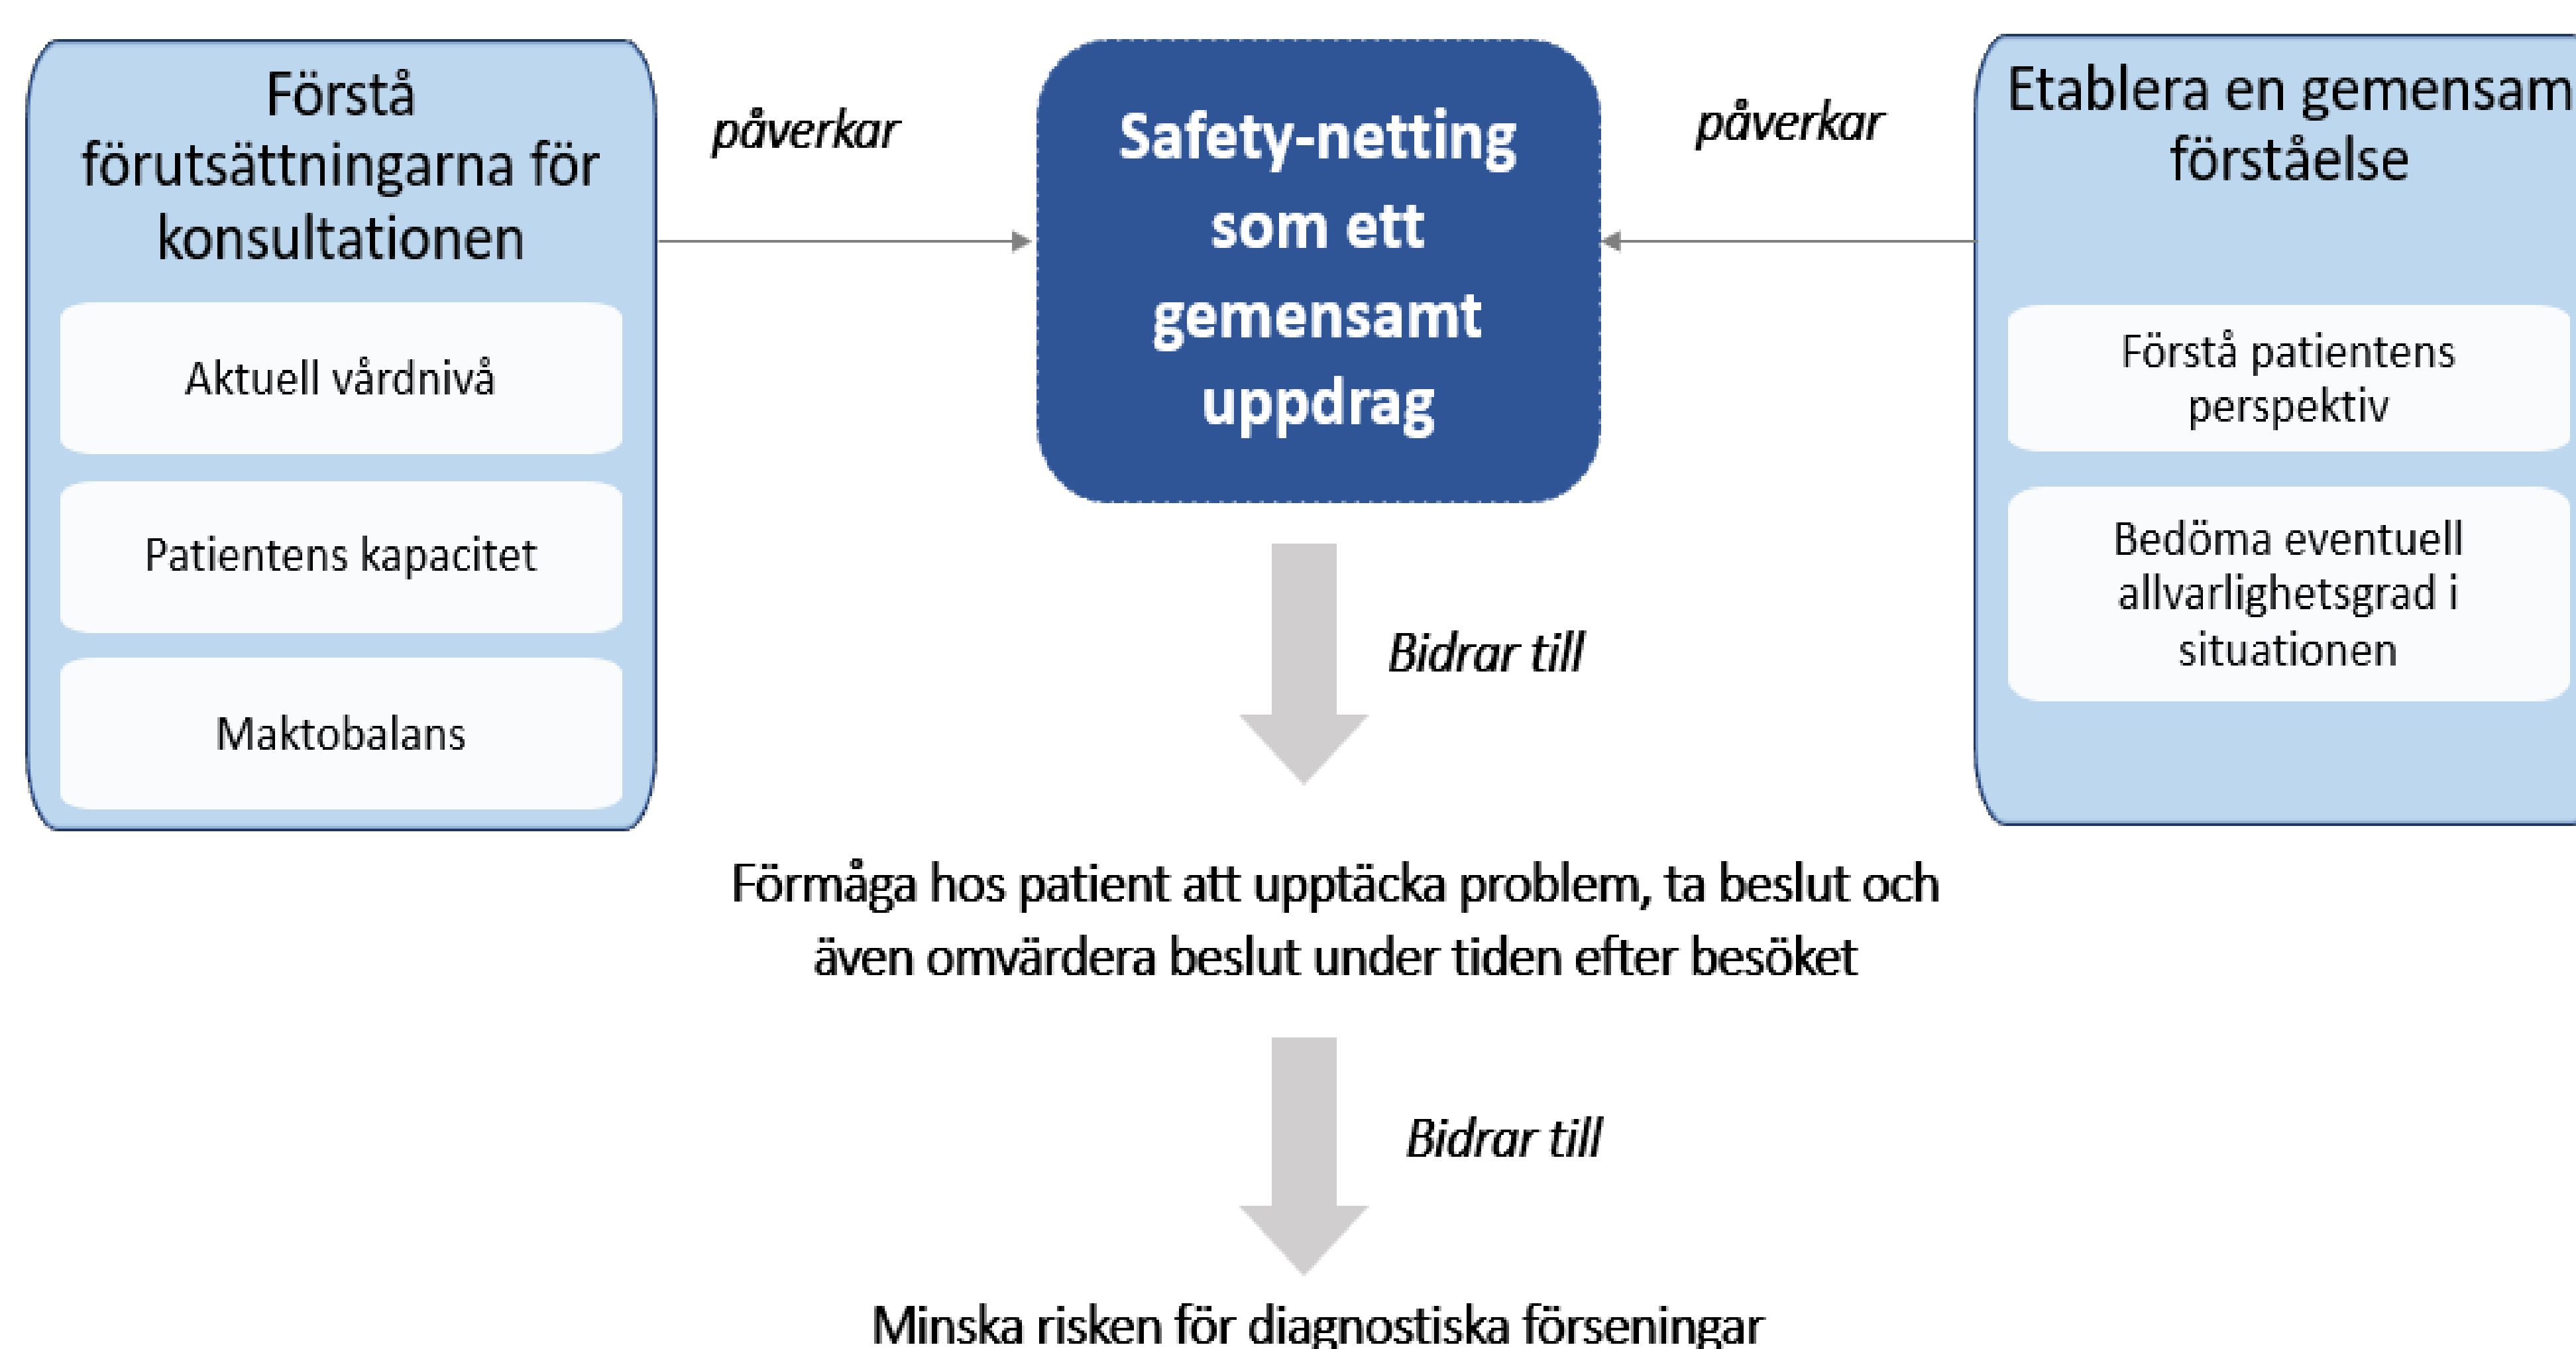 Förstå
förutsättningarna för
konsultationen
Aktuell vårdnivå
Patientens kapacitet
Maktobalans
påverkar
Safety-netting
som ett
gemensamt
uppdrag
påverkar
Etablera en gemensam
förståelse
Förstå patientens
perspektiv
Bedöma eventuell
allvarlighetsgrad i
situationen
Bidrar till
Förmåga hos patient att upptäcka problem, ta beslut och
även omvärdera beslut under tiden efter besöket
Bidrar till
Minska risken för diagnostiska förseningar